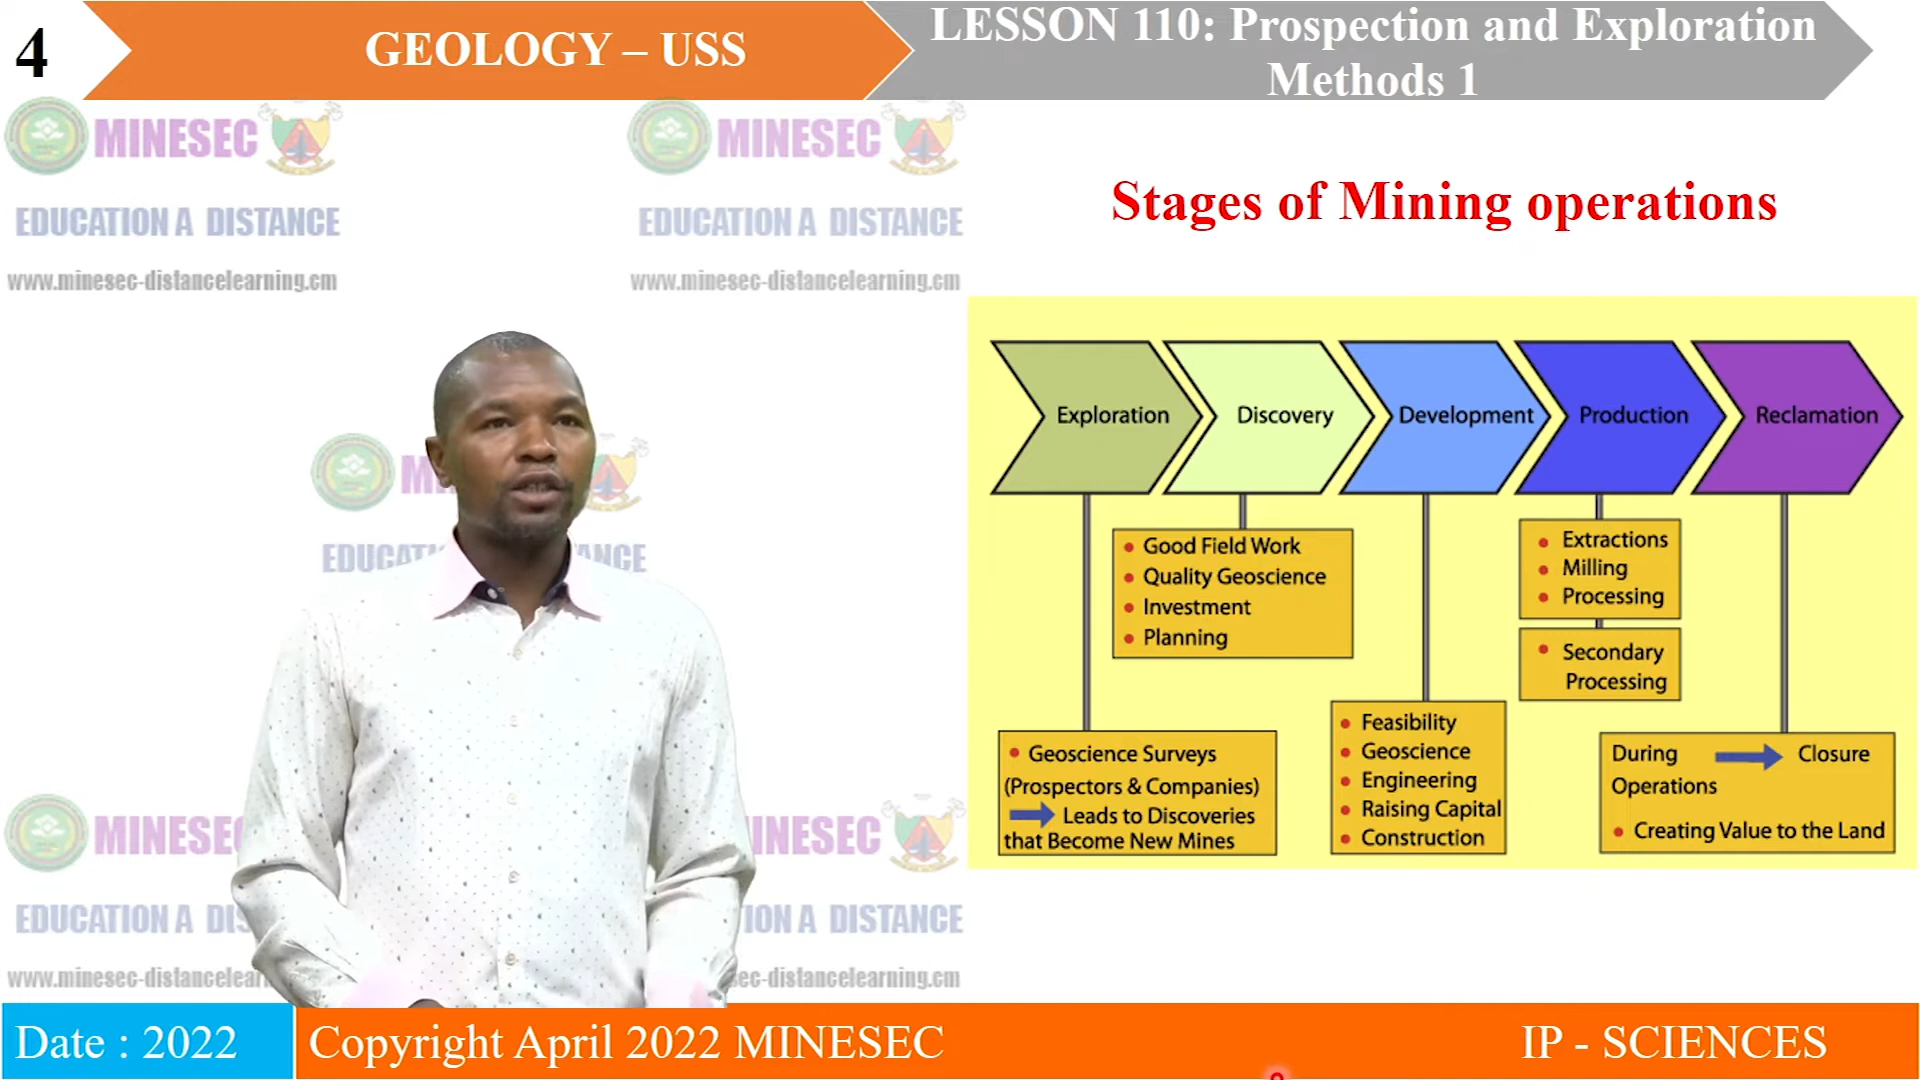 4
GEOLOGY – USS
LESSON 110: Prospection and Exploration
Methods 1
MINESEC
EDUCATION A DISTANCE
www.minesec-distancelearning.cm
MINESEC
EDUCATION A DISTANCE
www.minesec-distancelearning.cm
Stages of Mining operations
Exploration
Discovery
Development
Production
Reclamation
Good Field Work
Quality Geoscience
Investment
Planning
Extractions
Milling
Processing
Secondary
Processing
Geoscience Surveys
(Prospectors & Companies)
Leads to Discoveries
that Become New Mines
Feasibility
Geoscience
Engineering
Raising Capital
Construction
During Closure
Operations
Creating Value to the Land
MINESEC
MINESEC
EDUCATION A DISTANCE
Date : 2022
Copyright April 2022 MINESEC
IP - SCIENCES